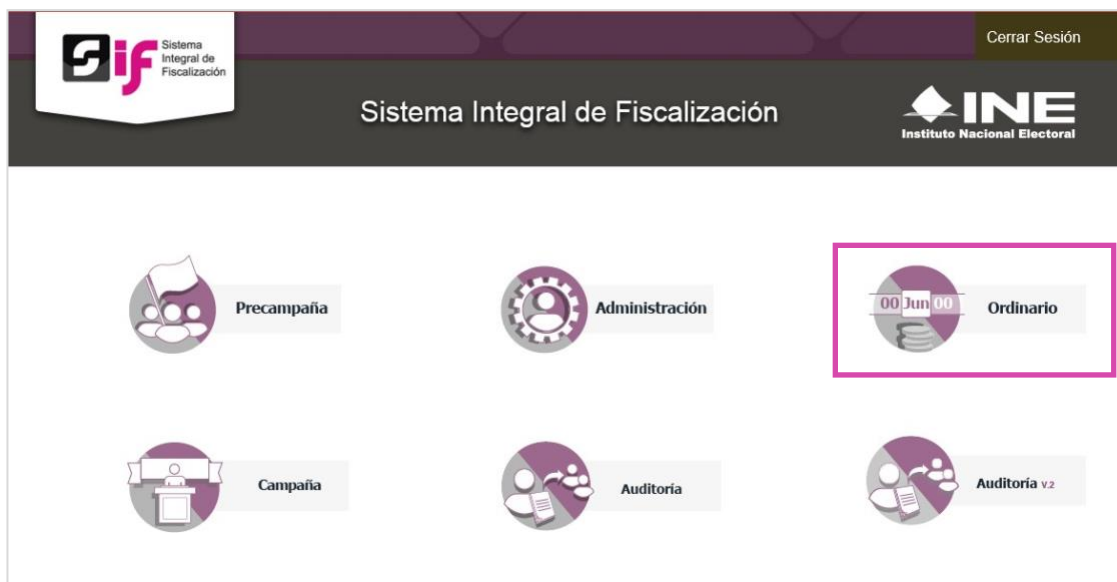 Sistema
Integral de
Fiscalización
sif
Cerrar Sesión
Sistema Integral de Fiscalización
INE
Instituto Nacional Electoral
Precampaña
Administración
00 Jun 00
Ordinario
Campaña
Auditoría
Auditoría v.2